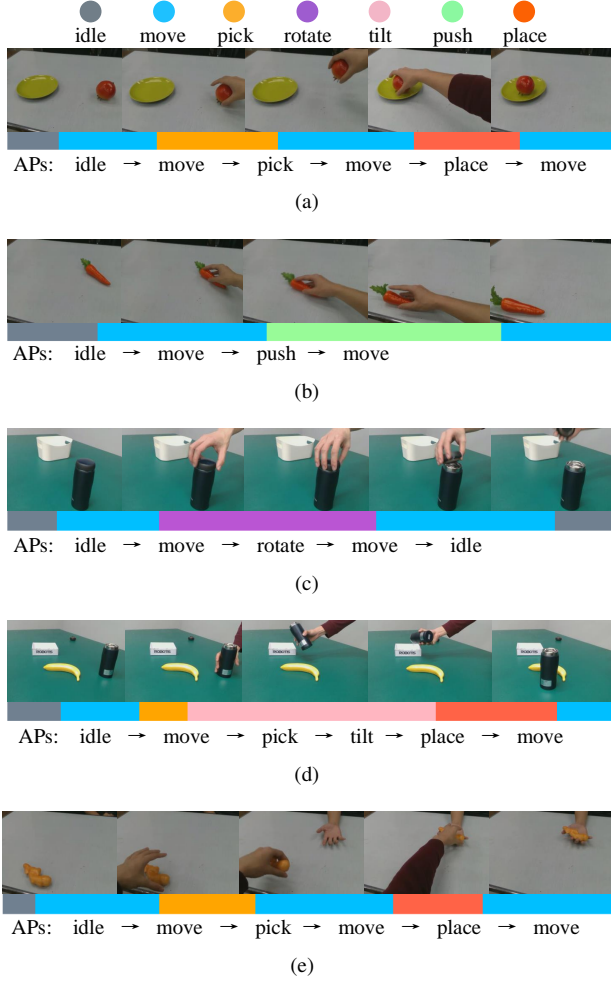 idle move pick rotate tilt push place
APs: idle → move → pick → move → place → move
(a)
APs: idle → move → push → move
(b)
APs: idle → move → rotate → move → idle
(c)
APs: idle → move → pick → tilt → place → move
(d)
APs: idle → move → pick → move → place → move
(e)